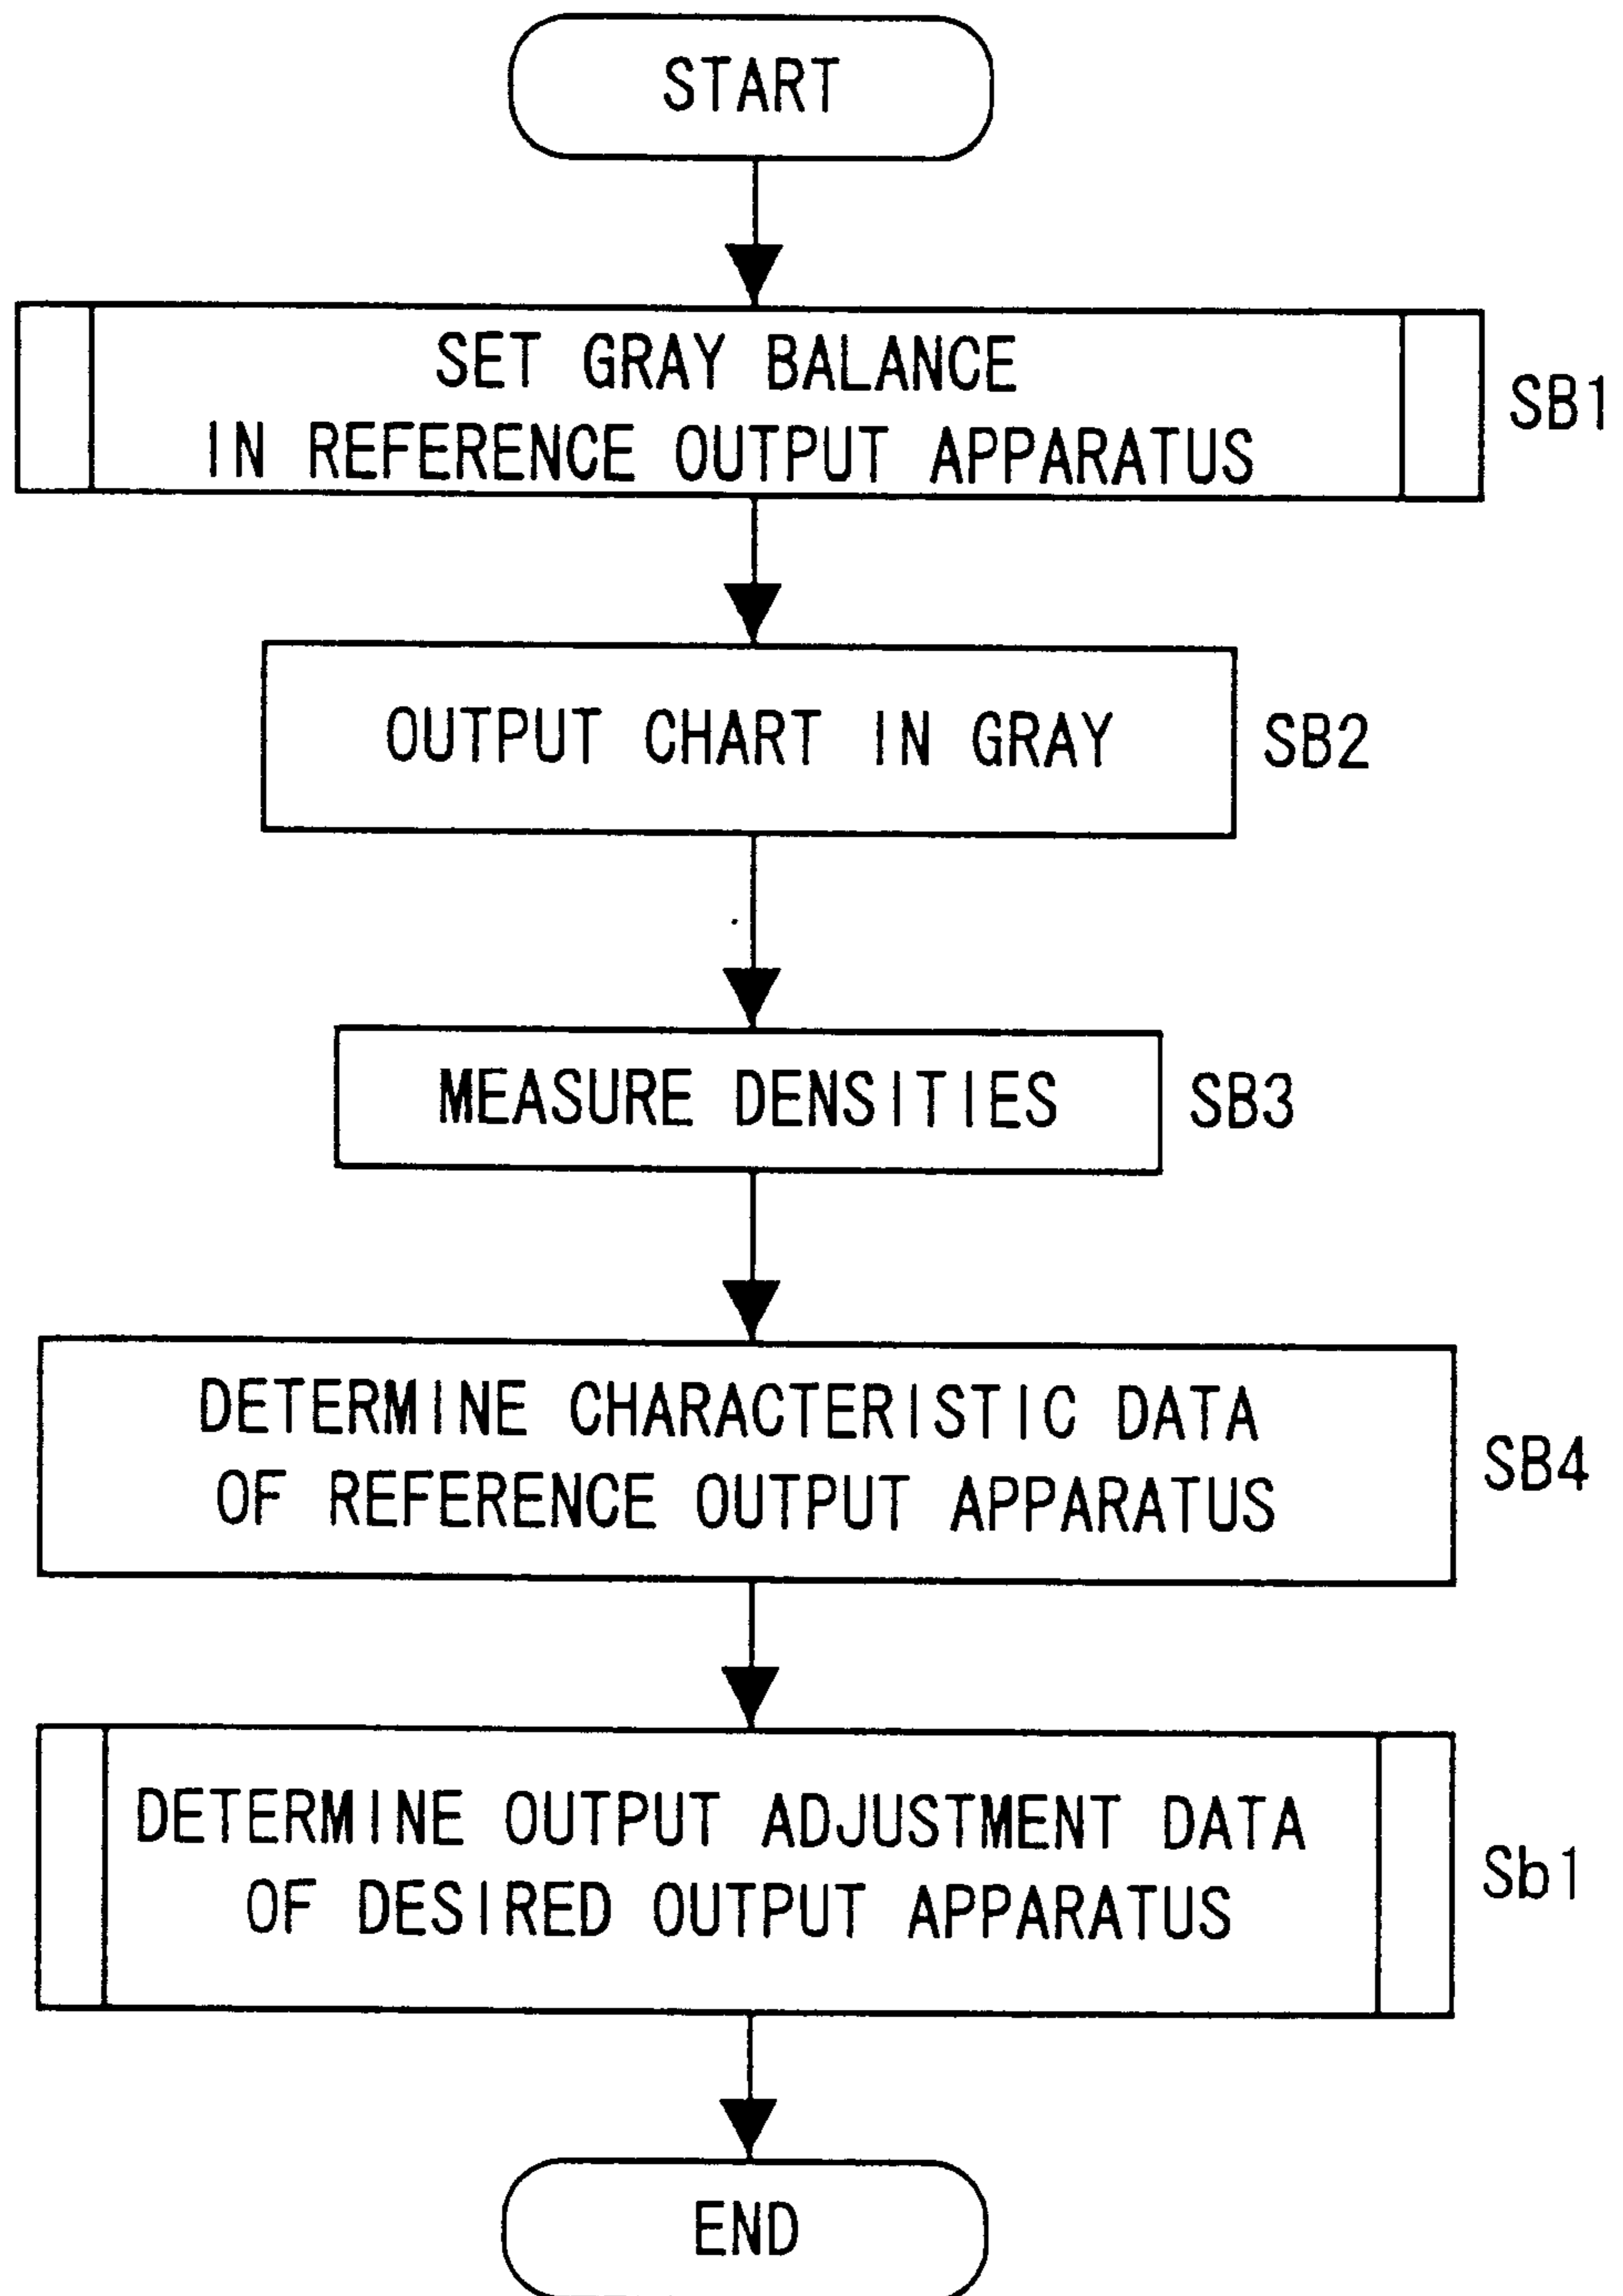 START
SET GRAY BALANCE
IN REFERENCE OUTPUT APPARATUS
SB1
OUTPUT CHART IN GRAY
SB2
MEASURE DENSITIES
SB3
DETERMINE CHARACTERISTIC DATA
OF REFERENCE OUTPUT APPARATUS
SB4
DETERMINE OUTPUT ADJUSTMENT DATA
OF DESIRED OUTPUT APPARATUS
Sb1
END